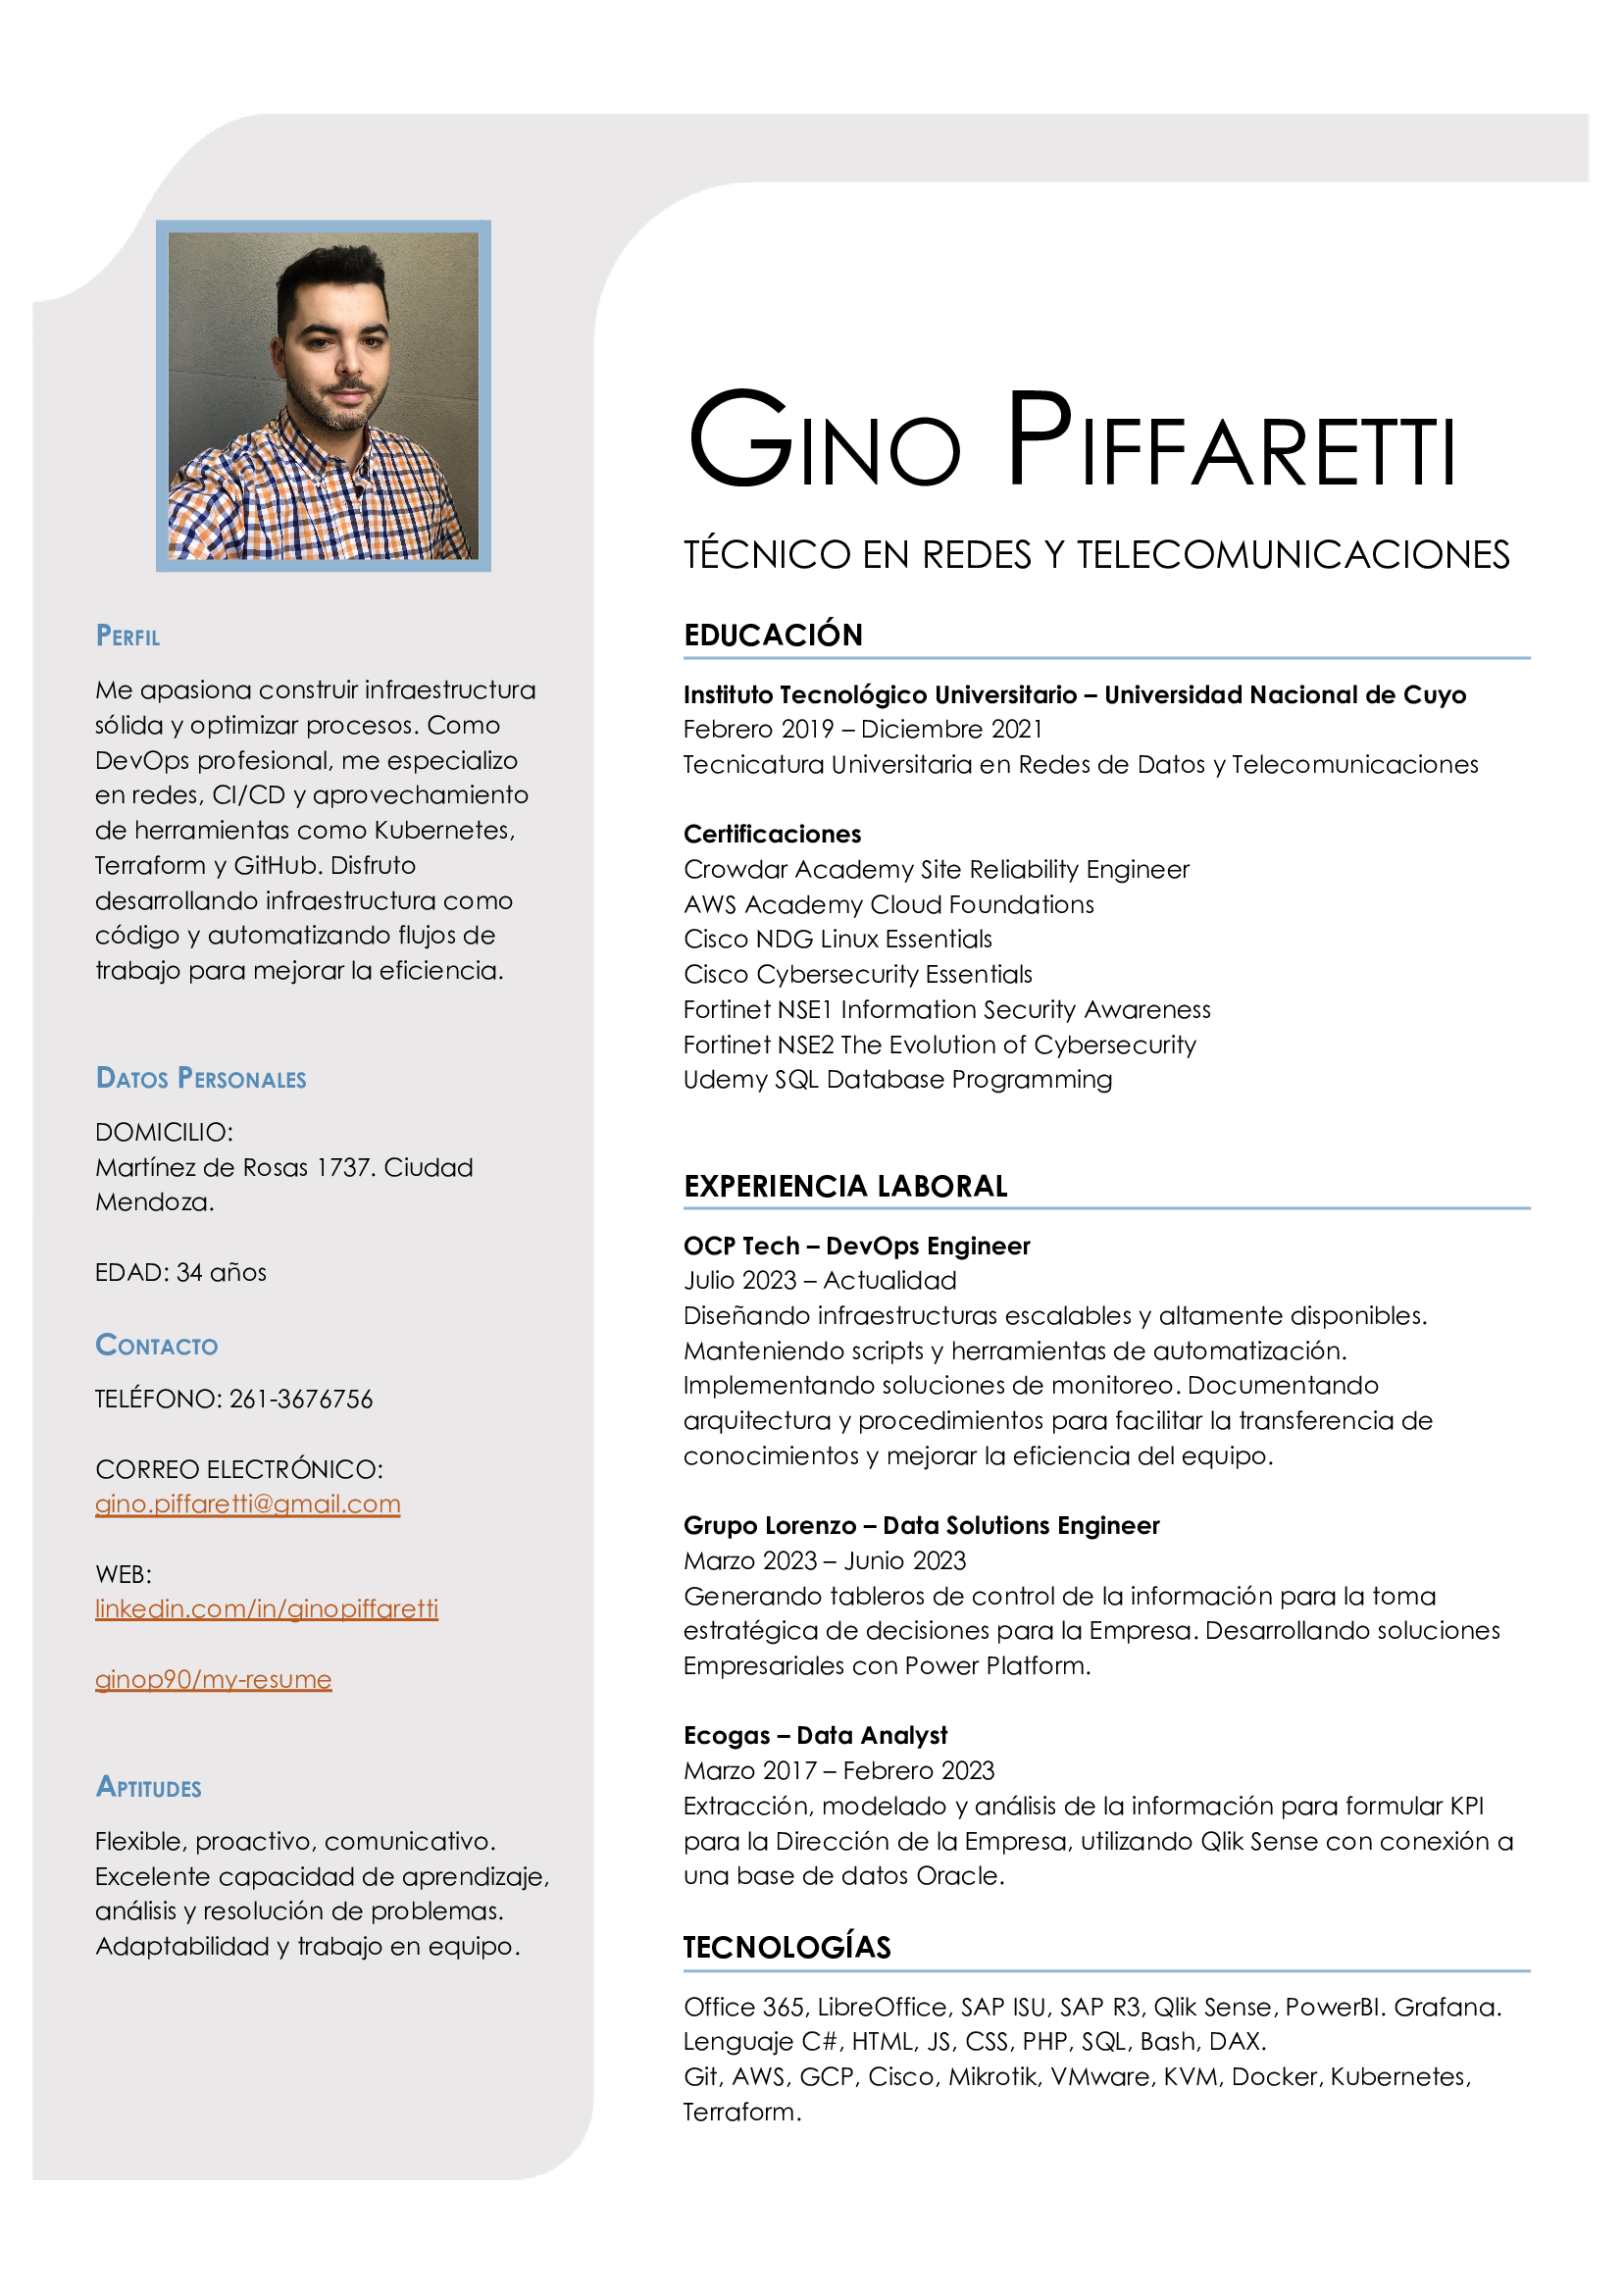 GINO PIFFARETTI
TÉCNICO EN REDES Y TELECOMUNICACIONES
PERFIL
Me apasiona construir infraestructura
sólida y optimizar procesos. Como
DevOps profesional, me especializo
en redes, CI/CD y aprovechamiento
de herramientas como Kubernetes,
Terraform y GitHub. Disfruto
desarrollando infraestructura como
código y automatizando flujos de
trabajo para mejorar la eficiencia.
DATOS PERSONALES
DOMICILIO:
Martínez de Rosas 1737. Ciudad
Mendoza.
EDAD: 34 años
CONTACTO
TELÉFONO: 261-3676756
CORREO ELECTRÓNICO:
gino.piffaretti@gmail.com
WEB:
linkedin.com/in/ginopiffaretti
ginop90/my-resume
APTITUDES
Flexible, proactivo, comunicativo.
Excelente capacidad de aprendizaje,
análisis y resolución de problemas.
Adaptabilidad y trabajo en equipo.
EDUCACIÓN
Instituto Tecnológico Universitario – Universidad Nacional de Cuyo
Febrero 2019 – Diciembre 2021
Tecnicatura Universitaria en Redes de Datos y Telecomunicaciones
Certificaciones
Crowdar Academy Site Reliability Engineer
AWS Academy Cloud Foundations
Cisco NDG Linux Essentials
Cisco Cybersecurity Essentials
Fortinet NSE1 Information Security Awareness
Fortinet NSE2 The Evolution of Cybersecurity
Udemy SQL Database Programming
EXPERIENCIA LABORAL
OCP Tech – DevOps Engineer
Julio 2023 – Actualidad
Diseñando infraestructuras escalables y altamente disponibles.
Manteniendo scripts y herramientas de automatización.
Implementando soluciones de monitoreo. Documentando
arquitectura y procedimientos para facilitar la transferencia de
conocimientos y mejorar la eficiencia del equipo.
Grupo Lorenzo – Data Solutions Engineer
Marzo 2023 – Junio 2023
Generando tableros de control de la información para la toma
estratégica de decisiones para la Empresa. Desarrollando soluciones
Empresariales con Power Platform.
Ecogas – Data Analyst
Marzo 2017 – Febrero 2023
Extracción, modelado y análisis de la información para formular KPI
para la Dirección de la Empresa, utilizando Qlik Sense con conexión a
una base de datos Oracle.
TECNOLOGÍAS
Office 365, LibreOffice, SAP ISU, SAP R3, Qlik Sense, PowerBI. Grafana.
Lenguaje C#, HTML, JS, CSS, PHP, SQL, Bash, DAX.
Git, AWS, GCP, Cisco, Mikrotik, VMware, KVM, Docker, Kubernetes,
Terraform.